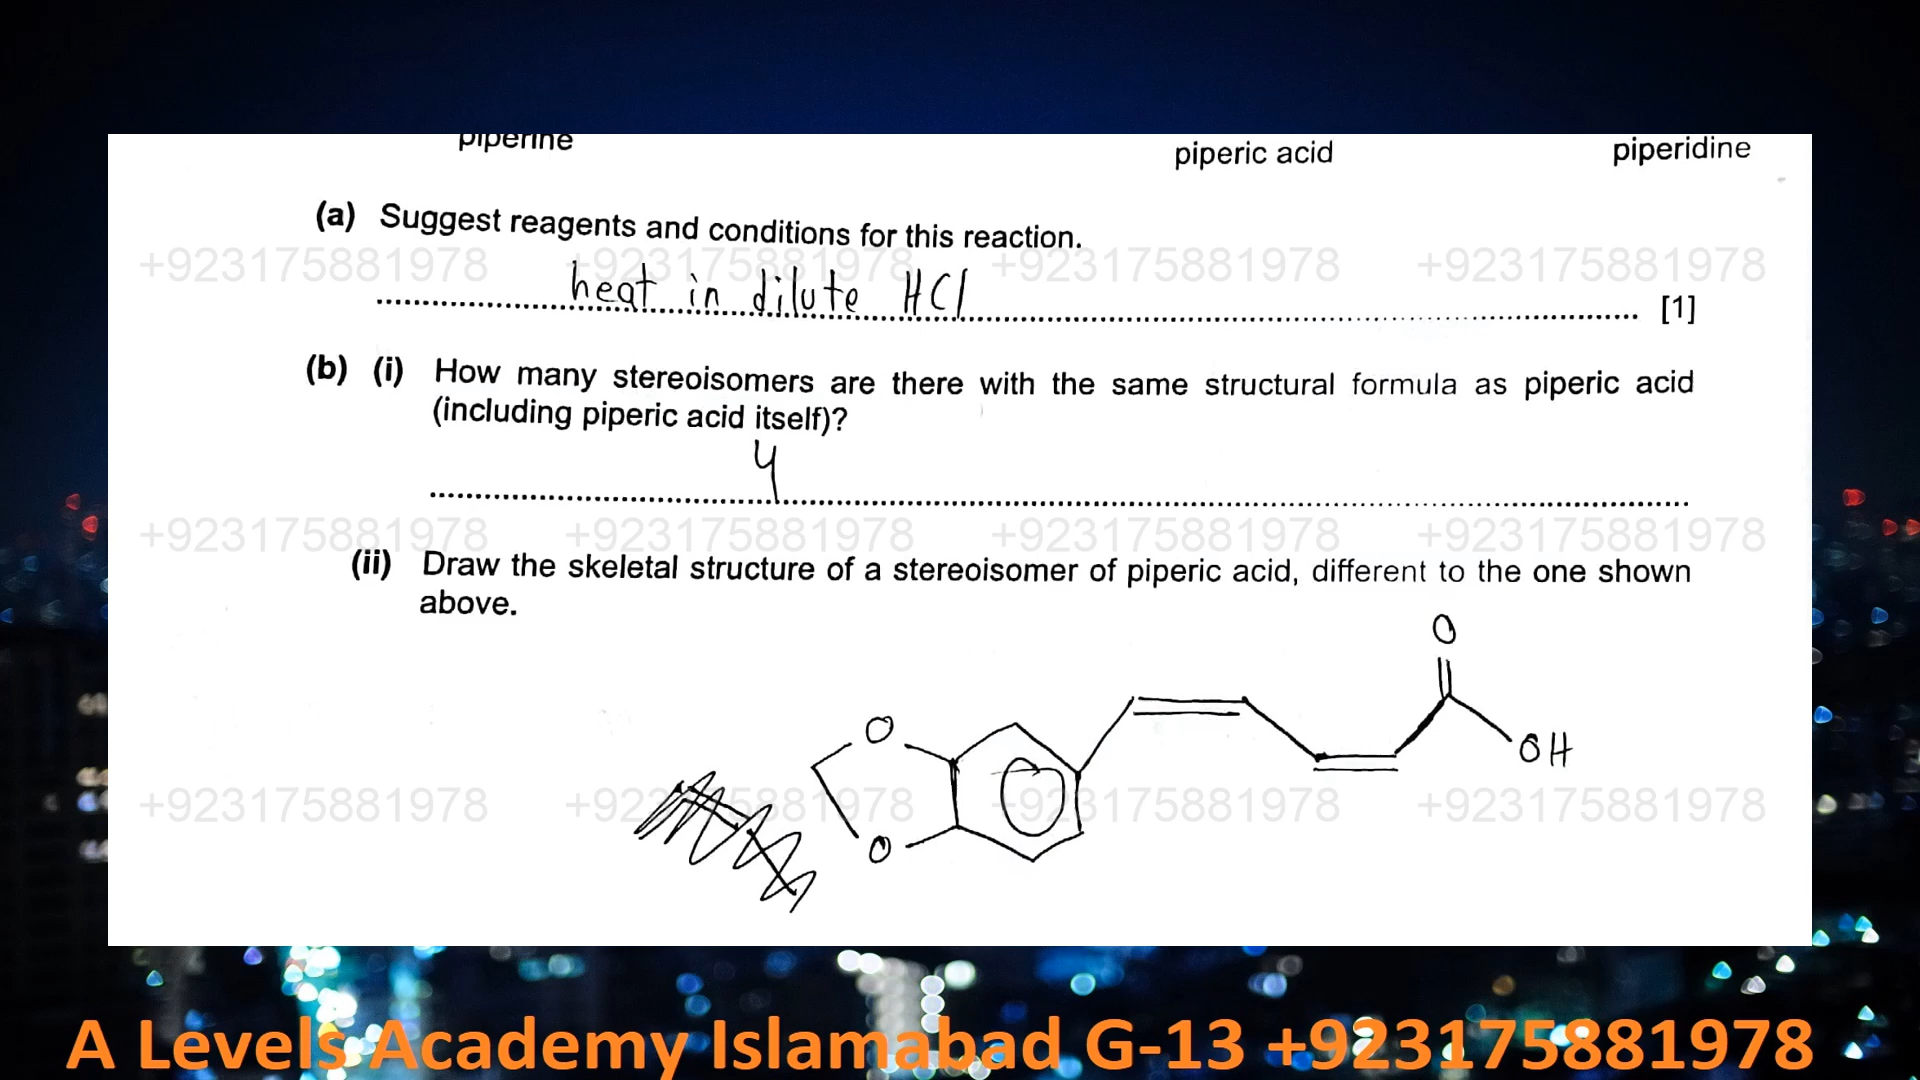 piperine
piperic acid
piperidine
(a) Suggest reagents and conditions for this reaction.
+923175881978 +923175881978 +923175881978 +923175881978
heat in dilute HCl
[1]
(b) (i) How many stereoisomers are there with the same structural formula as piperic acid
(including piperic acid itself)?
4
+923175881978 +923175881978 +923175881978 +923175881978
(ii) Draw the skeletal structure of a stereoisomer of piperic acid, different to the one shown
above.
O
O
OH
O
+923175881978 +923175881978 +923175881978 +923175881978
A Levels Academy Islamabad G-13 +923175881978